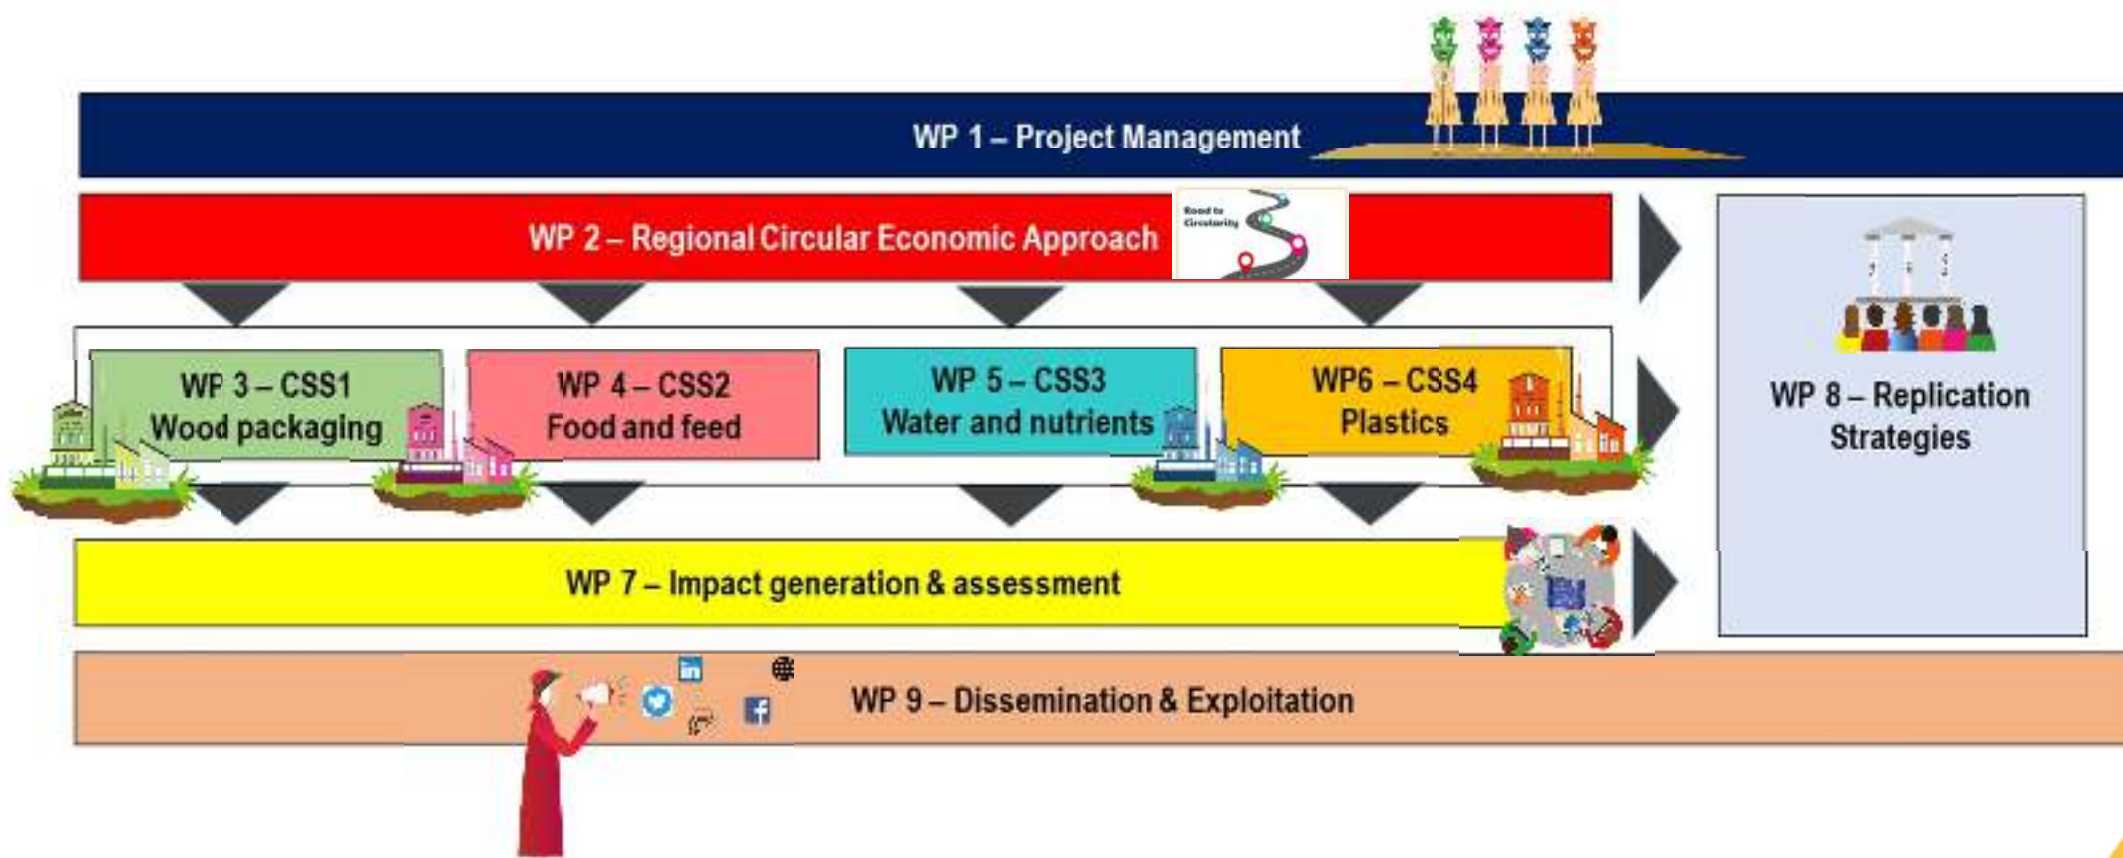 WP 1 – Project Management
WP 2 – Regional Circular Economic Approach
Road to
Circularity
WP 3 – CSS1
Wood packaging
WP 4 – CSS2
Food and feed
WP 5 – CSS3
Water and nutrients
WP6 – CSS4
Plastics
WP 8 – Replication
Strategies
WP 7 – Impact generation & assessment
in
f
WP 9 – Dissemination & Exploitation